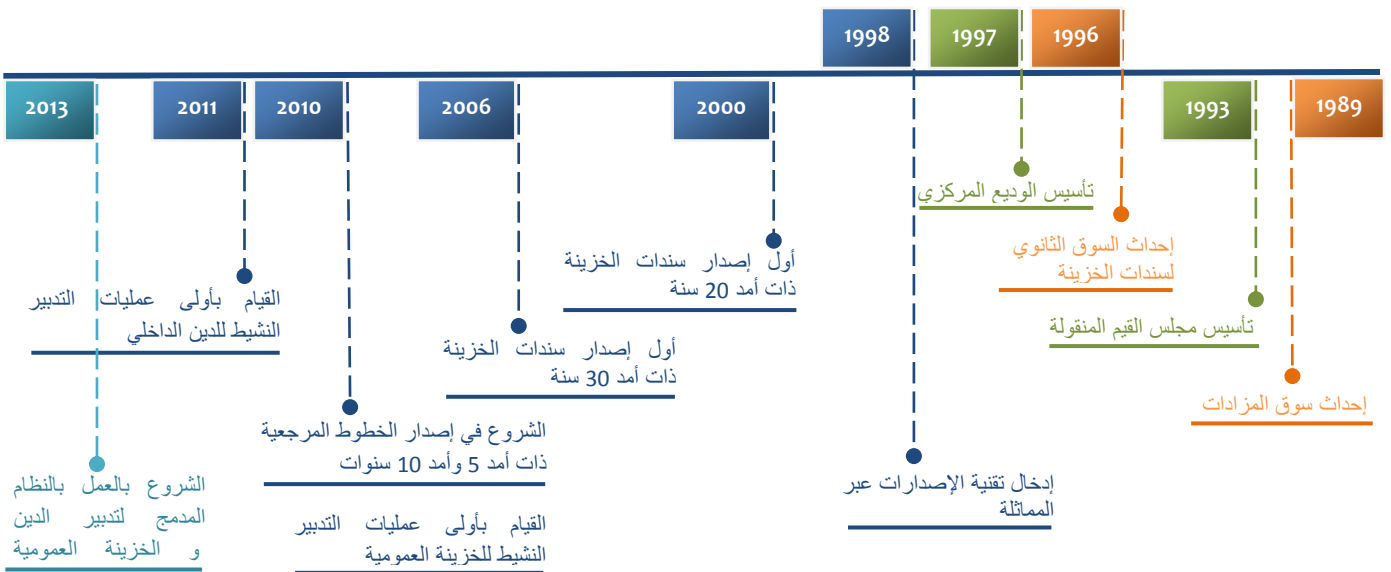 1989
إحداث سوق المزادات
1993
تأسيس مجلس القيم المنقولة
1996
إحداث السوق الثانوي
لسندات الخزينة
1997
تأسيس الوديع المركزي
1998
إدخال تقنية الإصدارات عبر
المماثلة
2000
أول إصدار سندات الخزينة
ذات أمد 20 سنة
2006
أول إصدار سندات الخزينة
ذات أمد 30 سنة
2010
الشروع في إصدار الخطوط المرجعية
ذات أمد 5 وأمد 10 سنوات
القيام بأولى عمليات التدبير
النشيط للخزينة العمومية
2011
القيام بأولى عمليات التدبير
النشيط للدين الداخلي
2013
الشروع بالعمل بالنظام
المدمج لتدبير الدين
و الخزينة العمومية